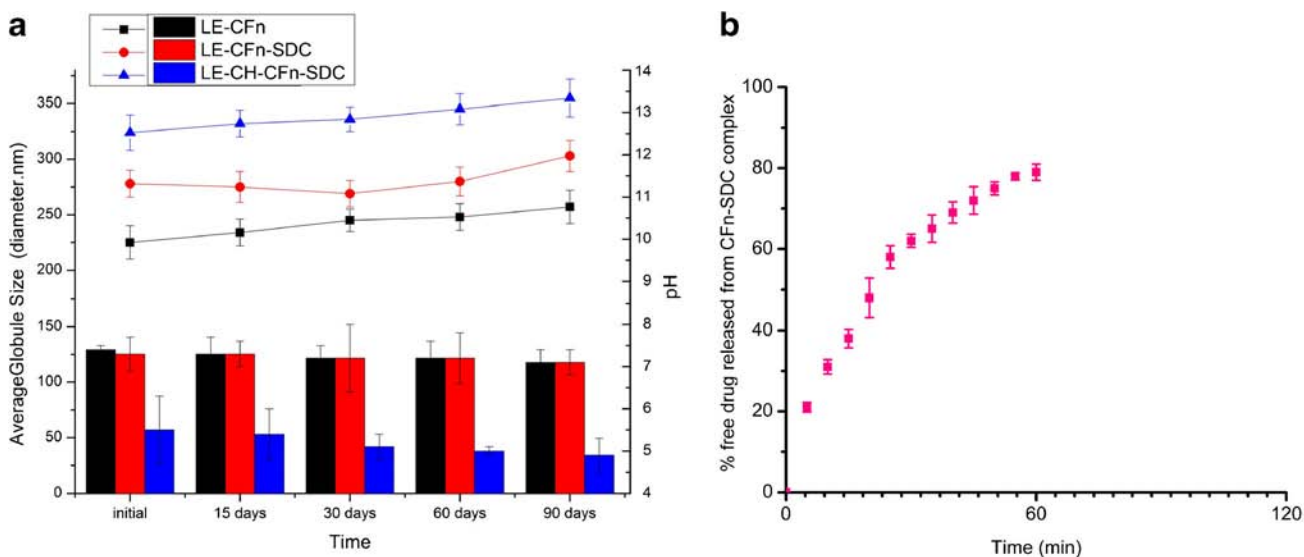 a
LE-CFn
LE-CFn-SDC
LE-CH-CFn-SDC
AverageGlobule Size (diameter.nm)
350
300
250
200
150
100
50
0
14
13
12
11
10
9
8
7
6
5
4
pH
initial
15 days
30 days
60 days
90 days
Time
b
% free drug released from CFn-SDC complex
100
80
60
40
20
0
0
60
120
Time (min)